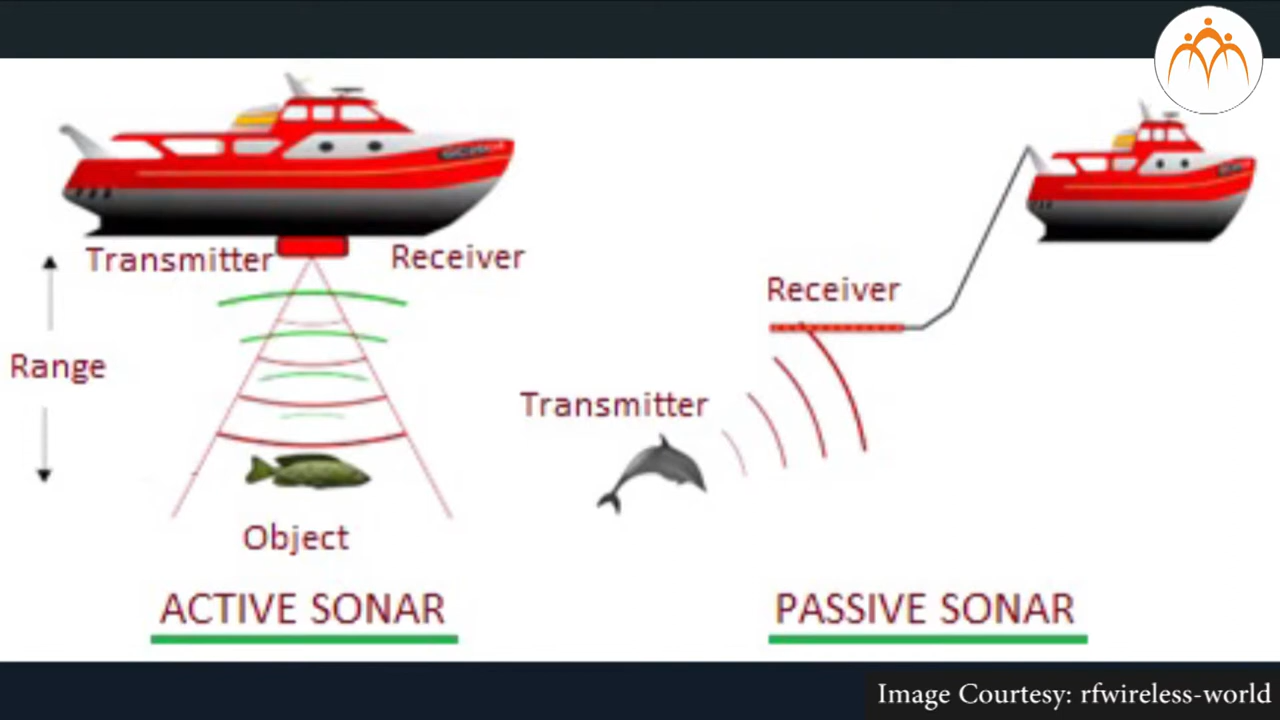 Transmitter
Receiver
Range
Object
ACTIVE SONAR
Receiver
Transmitter
PASSIVE SONAR
Image Courtesy: rfwireless-world